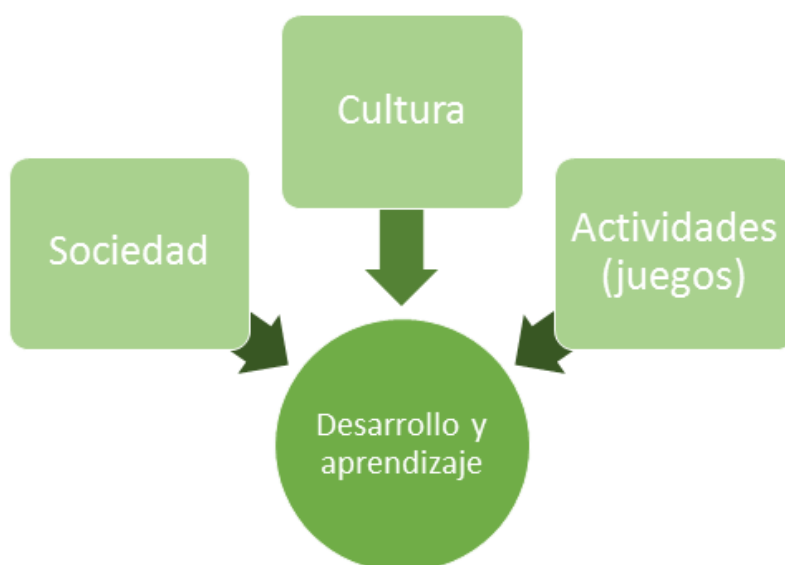 Cultura
Sociedad
Actividades
(juegos)
Desarrollo y
aprendizaje